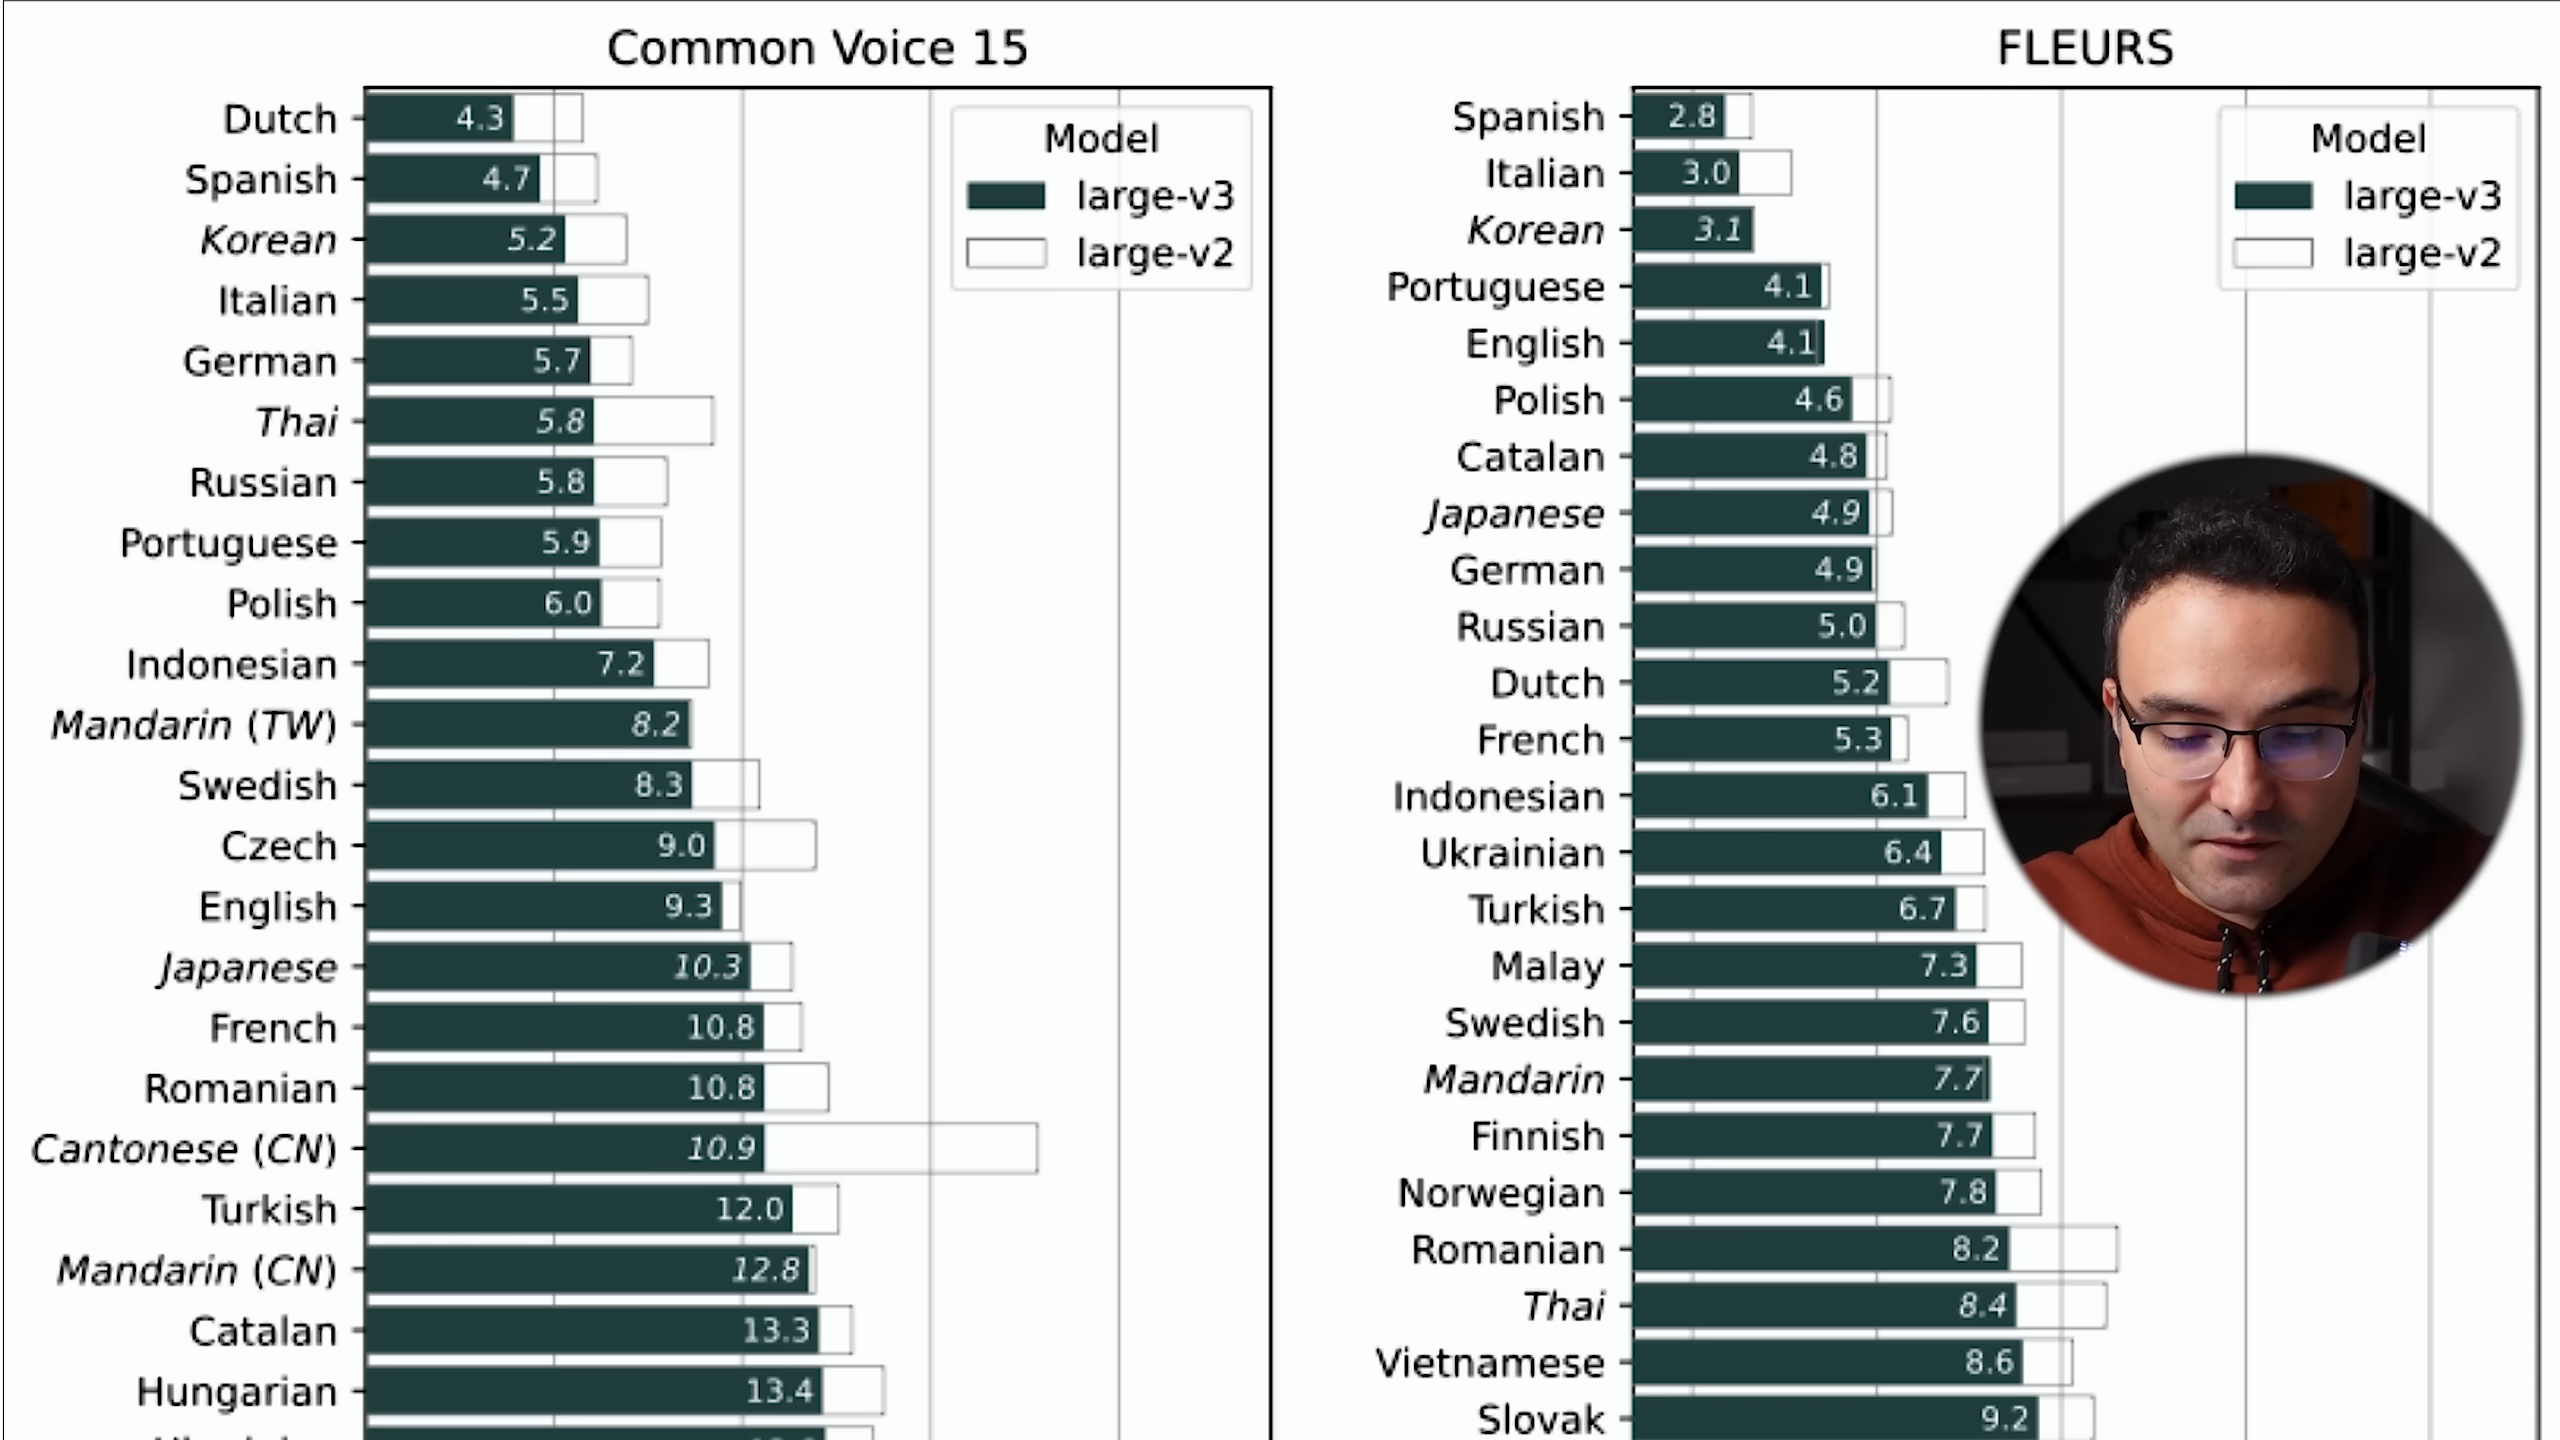 Common Voice 15
Model
large-v3
large-v2
Dutch 4.3
Spanish 4.7
Korean 5.2
Italian 5.5
German 5.7
Thai 5.8
Russian 5.8
Portuguese 5.9
Polish 6.0
Indonesian 7.2
Mandarin (TW) 8.2
Swedish 8.3
Czech 9.0
English 9.3
Japanese 10.3
French 10.8
Romanian 10.8
Cantonese (CN) 10.9
Turkish 12.0
Mandarin (CN) 12.8
Catalan 13.3
Hungarian 13.4
FLEURS
Model
large-v3
large-v2
Spanish 2.8
Italian 3.0
Korean 3.1
Portuguese 4.1
English 4.1
Polish 4.6
Catalan 4.8
Japanese 4.9
German 4.9
Russian 5.0
Dutch 5.2
French 5.3
Indonesian 6.1
Ukrainian 6.4
Turkish 6.7
Malay 7.3
Swedish 7.6
Mandarin 7.7
Finnish 7.7
Norwegian 7.8
Romanian 8.2
Thai 8.4
Vietnamese 8.6
Slovak 9.2